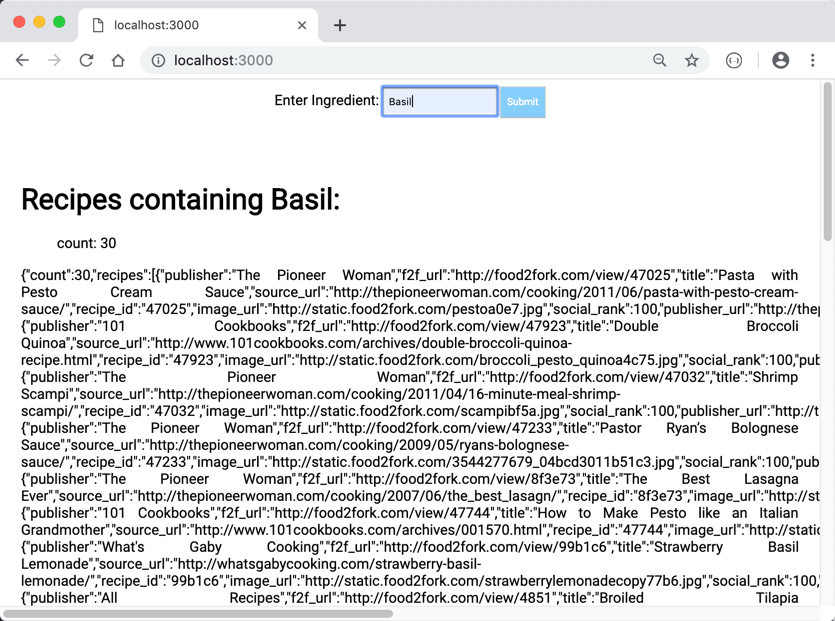 localhost:3000
localhost:3000
Enter Ingredient: Basil Submit
Recipes containing Basil:
count: 30
{"count":30,"recipes":[{"publisher":"The Pioneer Woman","f2f_url":"http://food2fork.com/view/47025","title":"Pasta with
Pesto Cream Sauce","source_url":"http://thepioneerwoman.com/cooking/2011/06/pasta-with-pesto-cream-
sauce/","recipe_id":"47025","image_url":"http://static.food2fork.com/pestoa0e7.jpg","social_rank":100,"publisher_url":"http://the
{"publisher":"101 Cookbooks","f2f_url":"http://food2fork.com/view/47923","title":"Double Broccoli
Quinoa","source_url":"http://www.101cookbooks.com/archives/double-broccoli-quinoa-
recipe.html","recipe_id":"47923","image_url":"http://static.food2fork.com/broccoli_pesto_quinoa4c75.jpg","social_rank":100,"pub
{"publisher":"The Pioneer Woman","f2f_url":"http://food2fork.com/view/47032","title":"Shrimp
Scampi","source_url":"http://thepioneerwoman.com/cooking/2011/04/16-minute-meal-shrimp-
scampi/","recipe_id":"47032","image_url":"http://static.food2fork.com/scampibf5a.jpg","social_rank":100,"publisher_url":"http://t
{"publisher":"The Pioneer Woman","f2f_url":"http://food2fork.com/view/47233","title":"Pastor Ryan’s Bolognese
Sauce","source_url":"http://thepioneerwoman.com/cooking/2009/05/ryans-bolognese-
sauce/","recipe_id":"47233","image_url":"http://static.food2fork.com/3544277679_04bcd3011b51c3.jpg","social_rank":100,"pub
{"publisher":"The Pioneer Woman","f2f_url":"http://food2fork.com/view/8f3e73","title":"The Best Lasagna
Ever","source_url":"http://thepioneerwoman.com/cooking/2007/06/the_best_lasagn/","recipe_id":"8f3e73","image_url":"http://st
{"publisher":"101 Cookbooks","f2f_url":"http://food2fork.com/view/47744","title":"How to Make Pesto like an Italian
Grandmother","source_url":"http://www.101cookbooks.com/archives/001570.html","recipe_id":"47744","image_url":"http://static
{"publisher":"What's Gaby Cooking","f2f_url":"http://food2fork.com/view/99b1c6","title":"Strawberry Basil
Lemonade","source_url":"http://whatsgabycooking.com/strawberry-basil-
lemonade/","recipe_id":"99b1c6","image_url":"http://static.food2fork.com/strawberrylemonadecopy77b6.jpg","social_rank":100,
{"publisher":"All Recipes","f2f_url":"http://food2fork.com/view/4851","title":"Broiled Tilapia